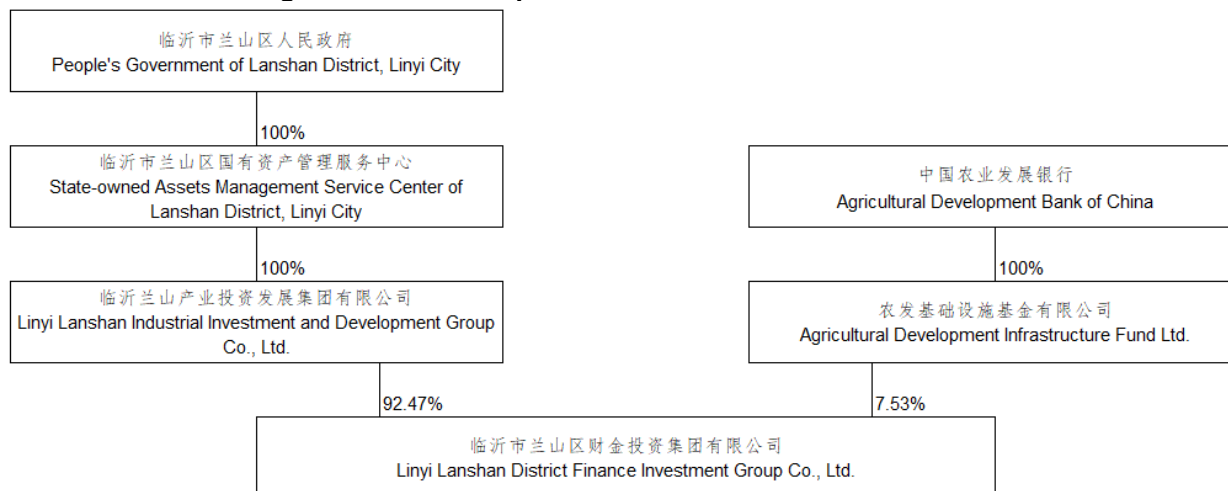 临沂市兰山区人民政府
People's Government of Lanshan District, Linyi City
100%
临沂市兰山区国有资产管理服务中心
State-owned Assets Management Service Center of
Lanshan District, Linyi City
中国农业发展银行
Agricultural Development Bank of China
100%
100%
临沂兰山产业投资发展集团有限公司
Linyi Lanshan Industrial Investment and Development Group
Co., Ltd.
农发基础设施基金有限公司
Agricultural Development Infrastructure Fund Ltd.
92.47%
7.53%
临沂市兰山区财金投资集团有限公司
Linyi Lanshan District Finance Investment Group Co., Ltd.